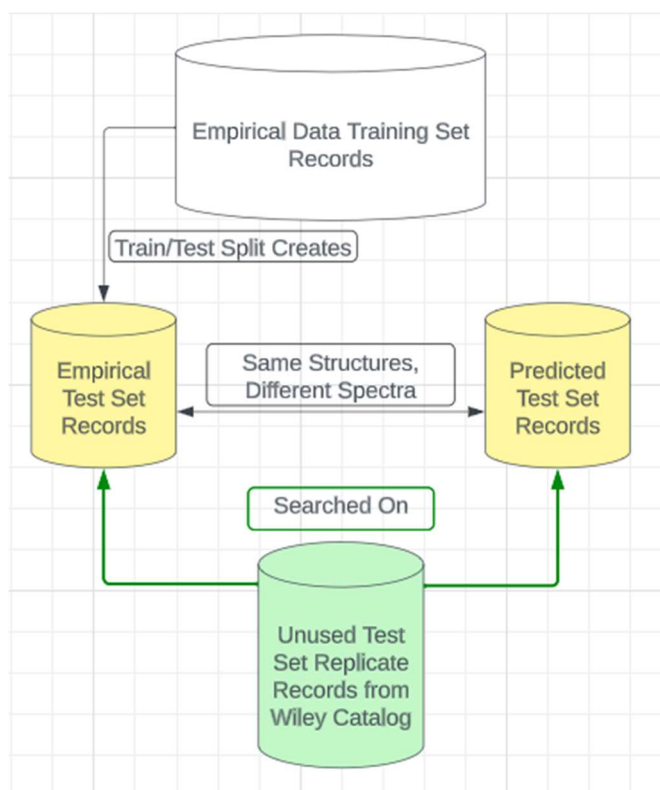 Empirical Data Training Set
Records
Train/Test Split Creates
Empirical
Test Set
Records
Same Structures,
Different Spectra
Predicted
Test Set
Records
Searched On
Unused Test
Set Replicate
Records from
Wiley Catalog